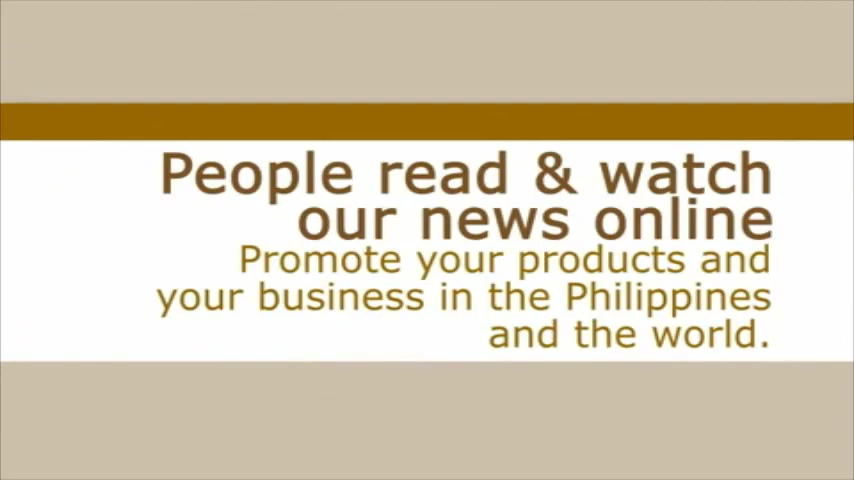 People read & watch
our news online
Promote your products and
your business in the Philippines
and the world.